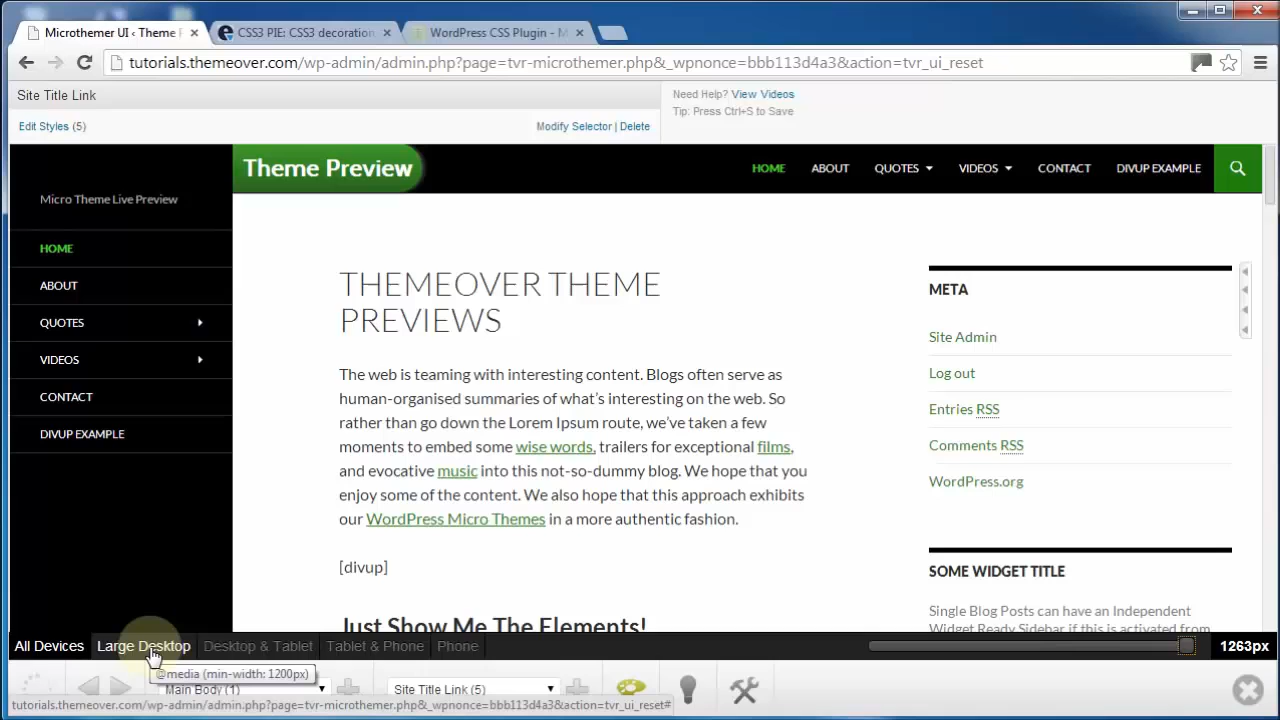 Microthemer UI ‹ Theme P
CSS3 PIE: CSS3 decoration
WordPress CSS Plugin - M
tutorials.themeover.com/wp-admin/admin.php?page=tvr-microthemer.php&_wpnonce=bbb113d4a3&action=tvr_ui_reset
Site Title Link
Need Help? View Videos
Tip: Press Ctrl+S to Save
Edit Styles (5)
Modify Selector | Delete
Theme Preview
HOME ABOUT QUOTES VIDEOS CONTACT DIVUP EXAMPLE
Micro Theme Live Preview
HOME
ABOUT
QUOTES
VIDEOS
CONTACT
DIVUP EXAMPLE
THEMEOVER THEME
PREVIEWS
The web is teaming with interesting content. Blogs often serve as
human-organised summaries of what's interesting on the web. So
rather than go down the Lorem Ipsum route, we've taken a few
moments to embed some wise words, trailers for exceptional films,
and evocative music into this not-so-dummy blog. We hope that you
enjoy some of the content. We also hope that this approach exhibits
our WordPress Micro Themes in a more authentic fashion.
[divup]
Just Show Me The Elements!
META
Site Admin
Log out
Entries RSS
Comments RSS
WordPress.org
SOME WIDGET TITLE
Single Blog Posts can have an Independent
Widget Ready Sidebar if this is activated from
All Devices Large Desktop Desktop & Tablet Tablet & Phone Phone
1263px
@media (min-width: 1200px)
Main Body (1)
Site Title Link (5)
tutorials.themeover.com/wp-admin/admin.php?page=tvr-microthemer.php&_wpnonce=bbb113d4a3&action=tvr_ui_reset#